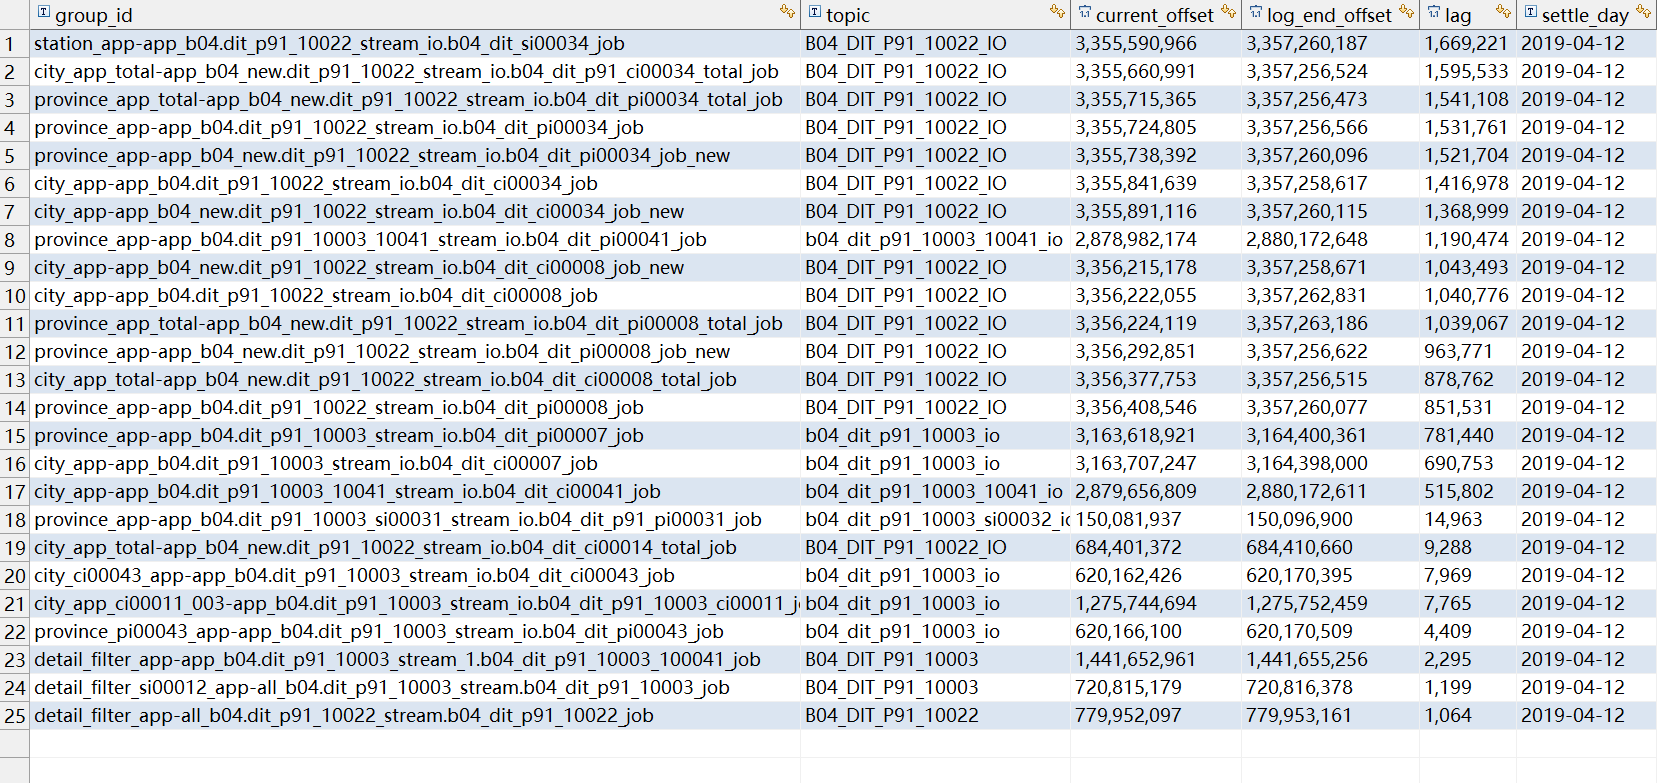 group_id topic current_offset log_end_offset lag settle_day
1 station_app-app_b04.dit_p91_10022_stream_io.b04_dit_si00034_job B04_DIT_P91_10022_IO 3,355,590,966 3,357,260,187 1,669,221 2019-04-12
2 city_app_total-app_b04_new.dit_p91_10022_stream_io.b04_dit_p91_ci00034_total_job B04_DIT_P91_10022_IO 3,355,660,991 3,357,256,524 1,595,533 2019-04-12
3 province_app_total-app_b04_new.dit_p91_10022_stream_io.b04_dit_pi00034_total_job B04_DIT_P91_10022_IO 3,355,715,365 3,357,256,473 1,541,108 2019-04-12
4 province_app-app_b04.dit_p91_10022_stream_io.b04_dit_pi00034_job B04_DIT_P91_10022_IO 3,355,724,805 3,357,256,566 1,531,761 2019-04-12
5 province_app-app_b04_new.dit_p91_10022_stream_io.b04_dit_pi00034_job_new B04_DIT_P91_10022_IO 3,355,738,392 3,357,260,096 1,521,704 2019-04-12
6 city_app-app_b04.dit_p91_10022_stream_io.b04_dit_ci00034_job B04_DIT_P91_10022_IO 3,355,841,639 3,357,258,617 1,416,978 2019-04-12
7 city_app-app_b04_new.dit_p91_10022_stream_io.b04_dit_ci00034_job_new B04_DIT_P91_10022_IO 3,355,891,116 3,357,260,115 1,368,999 2019-04-12
8 province_app-app_b04.dit_p91_10003_10041_stream_io.b04_dit_pi00041_job b04_dit_p91_10003_10041_io 2,878,982,174 2,880,172,648 1,190,474 2019-04-12
9 city_app-app_b04_new.dit_p91_10022_stream_io.b04_dit_ci00008_job_new B04_DIT_P91_10022_IO 3,356,215,178 3,357,258,671 1,043,493 2019-04-12
10 city_app-app_b04.dit_p91_10022_stream_io.b04_dit_ci00008_job B04_DIT_P91_10022_IO 3,356,222,055 3,357,262,831 1,040,776 2019-04-12
11 province_app_total-app_b04_new.dit_p91_10022_stream_io.b04_dit_pi00008_total_job B04_DIT_P91_10022_IO 3,356,224,119 3,357,263,186 1,039,067 2019-04-12
12 province_app-app_b04_new.dit_p91_10022_stream_io.b04_dit_pi00008_job_new B04_DIT_P91_10022_IO 3,356,292,851 3,357,256,622 963,771 2019-04-12
13 city_app_total-app_b04_new.dit_p91_10022_stream_io.b04_dit_ci00008_total_job B04_DIT_P91_10022_IO 3,356,377,753 3,357,256,515 878,762 2019-04-12
14 province_app-app_b04.dit_p91_10022_stream_io.b04_dit_pi00008_job B04_DIT_P91_10022_IO 3,356,408,546 3,357,260,077 851,531 2019-04-12
15 province_app-app_b04.dit_p91_10003_stream_io.b04_dit_pi00007_job b04_dit_p91_10003_io 3,163,618,921 3,164,400,361 781,440 2019-04-12
16 city_app-app_b04.dit_p91_10003_stream_io.b04_dit_ci00007_job b04_dit_p91_10003_io 3,163,707,247 3,164,398,000 690,753 2019-04-12
17 city_app-app_b04.dit_p91_10003_10041_stream_io.b04_dit_ci00041_job b04_dit_p91_10003_10041_io 2,879,656,809 2,880,172,611 515,802 2019-04-12
18 province_app-app_b04.dit_p91_10003_si00031_stream_io.b04_dit_p91_pi00031_job b04_dit_p91_10003_si00032_io 150,081,937 150,096,900 14,963 2019-04-12
19 city_app_total-app_b04_new.dit_p91_10022_stream_io.b04_dit_ci00014_total_job B04_DIT_P91_10022_IO 684,401,372 684,410,660 9,288 2019-04-12
20 city_ci00043_app-app_b04.dit_p91_10003_stream_io.b04_dit_ci00043_job b04_dit_p91_10003_io 620,162,426 620,170,395 7,969 2019-04-12
21 city_app_ci00011_003-app_b04.dit_p91_10003_stream_io.b04_dit_p91_10003_ci00011_j b04_dit_p91_10003_io 1,275,744,694 1,275,752,459 7,765 2019-04-12
22 province_pi00043_app-app_b04.dit_p91_10003_stream_io.b04_dit_pi00043_job b04_dit_p91_10003_io 620,166,100 620,170,509 4,409 2019-04-12
23 detail_filter_app-app_b04.dit_p91_10003_stream_1.b04_dit_p91_10003_100041_job B04_DIT_P91_10003 1,441,652,961 1,441,655,256 2,295 2019-04-12
24 detail_filter_si00012_app-all_b04.dit_p91_10003_stream.b04_dit_p91_10003_job B04_DIT_P91_10003 720,815,179 720,816,378 1,199 2019-04-12
25 detail_filter_app-all_b04.dit_p91_10022_stream.b04_dit_p91_10022_job B04_DIT_P91_10022 779,952,097 779,953,161 1,064 2019-04-12